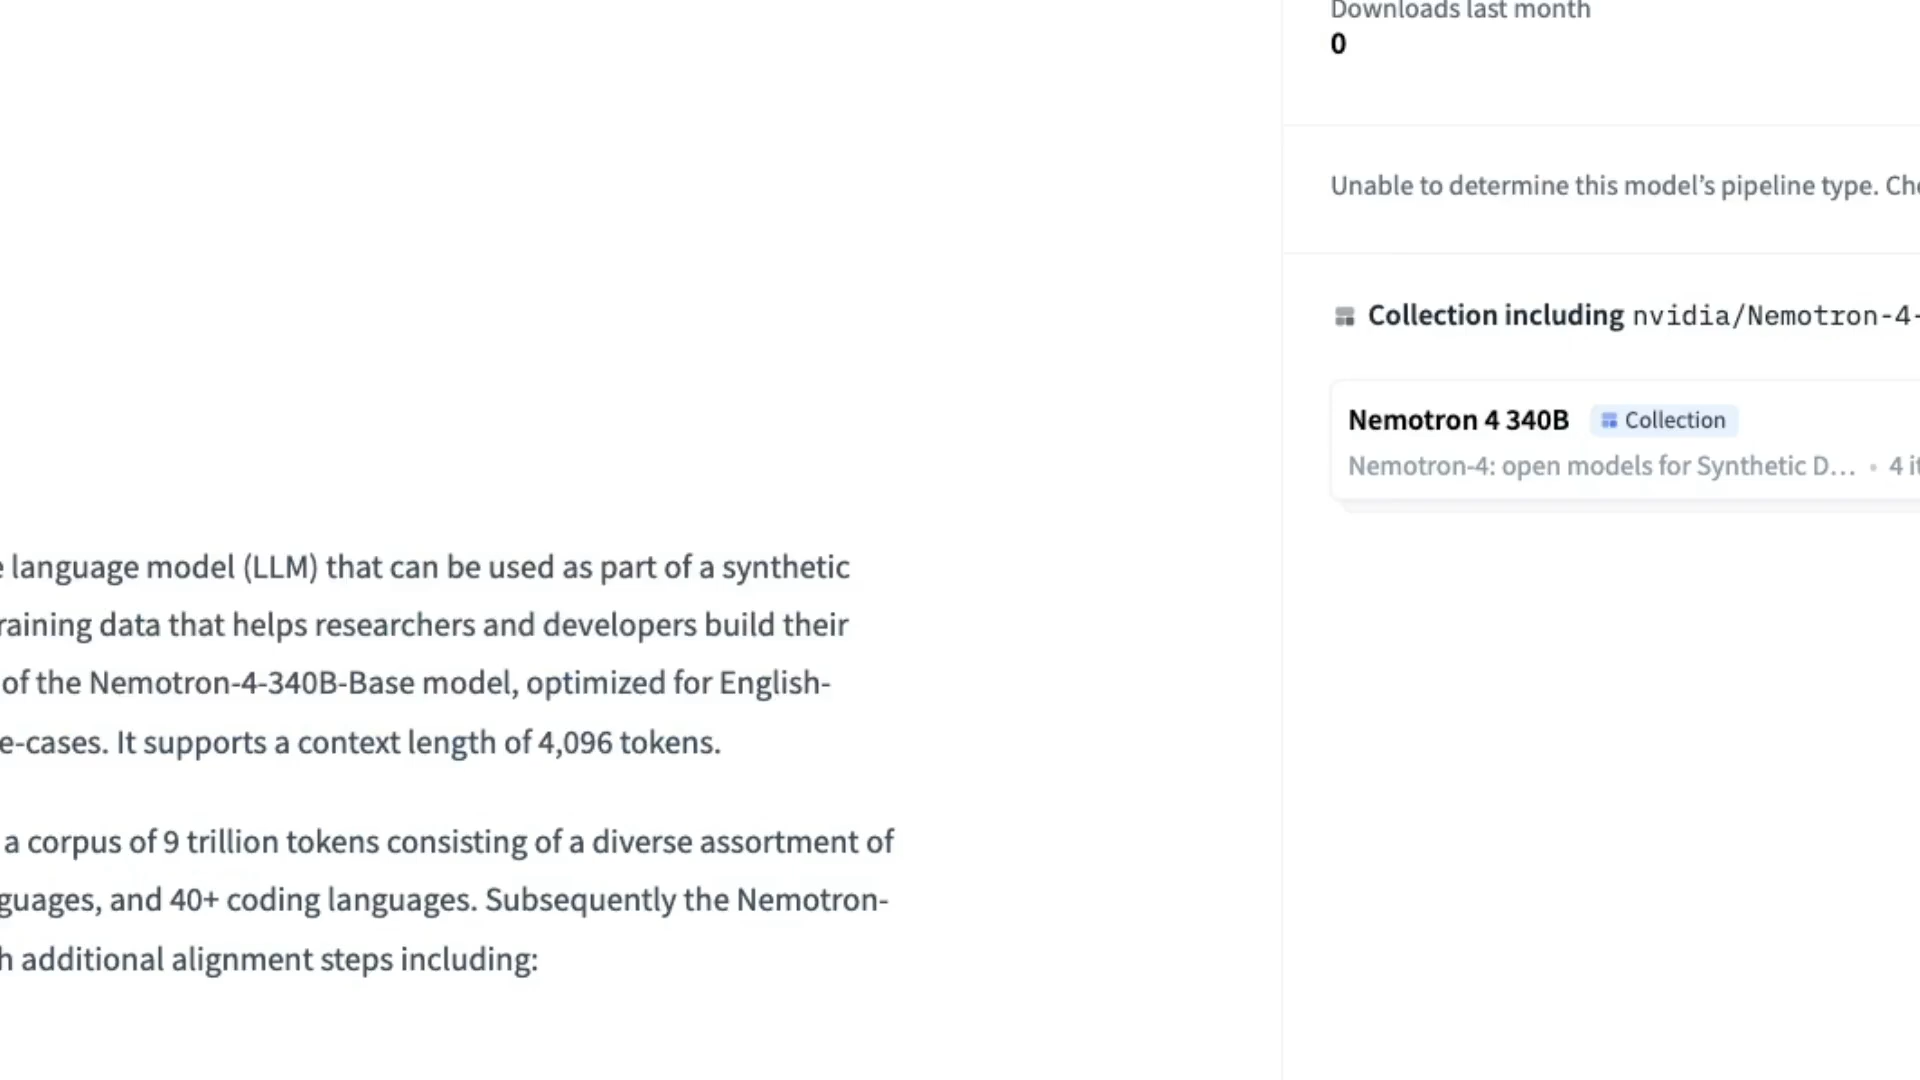 Downloads last month
0
Unable to determine this model's pipeline type.
Collection including nvidia/Nemotron-4-
Nemotron 4 340B Collection
Nemotron-4: open models for Synthetic D... • 4
language model (LLM) that can be used as part of a synthetic
raining data that helps researchers and developers build their
of the Nemotron-4-340B-Base model, optimized for English-
e-cases. It supports a context length of 4,096 tokens.
a corpus of 9 trillion tokens consisting of a diverse assortment of
guages, and 40+ coding languages. Subsequently the Nemotron-
h additional alignment steps including: